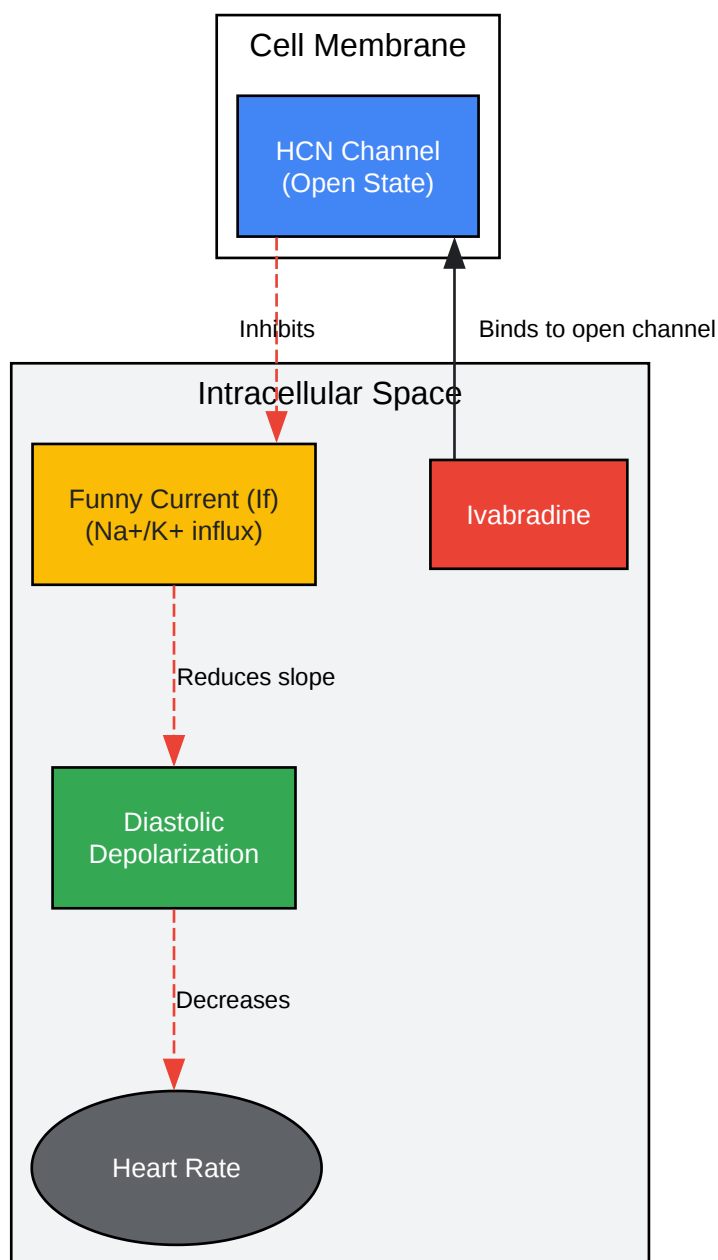 Cell Membrane
HCN Channel
(Open State)
Inhibits
Binds to open channel
Intracellular Space
Funny Current (If)
(Na+/K+ influx)
Ivabradine
Reduces slope
Diastolic
Depolarization
Decreases
Heart Rate